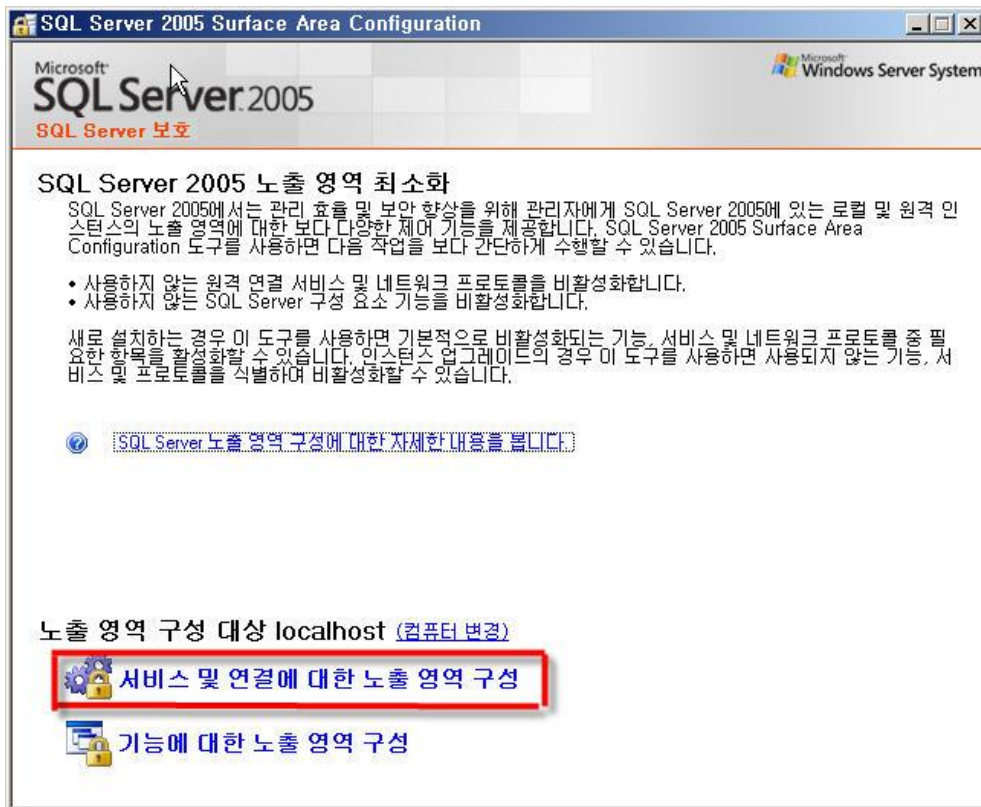 SQL Server 2005 Surface Area Configuration
Microsoft
SQL Server 2005
Microsoft
Windows Server System
SQL Server 보호
SQL Server 2005 노출 영역 최소화
SQL Server 2005에서는 관리 효율 및 보안 향상을 위해 관리자에게 SQL Server 2005에 있는 로컬 및 원격 인
스턴스의 노출 영역에 대한 보다 다양한 제어 기능을 제공합니다. SQL Server 2005 Surface Area
Configuration 도구를 사용하면 다음 작업을 보다 간단하게 수행할 수 있습니다.
• 사용하지 않는 원격 연결 서비스 및 네트워크 프로토콜을 비활성화합니다.
• 사용하지 않는 SQL Server 구성 요소 기능을 비활성화합니다.
새로 설치하는 경우 이 도구를 사용하면 기본적으로 비활성화되는 기능, 서비스 및 네트워크 프로토콜 중 필
요한 항목을 활성화할 수 있습니다. 인스턴스 업그레이드의 경우 이 도구를 사용하면 사용되지 않는 기능, 서
비스 및 프로토콜을 식별하여 비활성화할 수 있습니다.
SQL Server 노출 영역 구성에 대한 자세한 내용을 봅니다.
노출 영역 구성 대상 localhost (컴퓨터 변경)
서비스 및 연결에 대한 노출 영역 구성
기능에 대한 노출 영역 구성